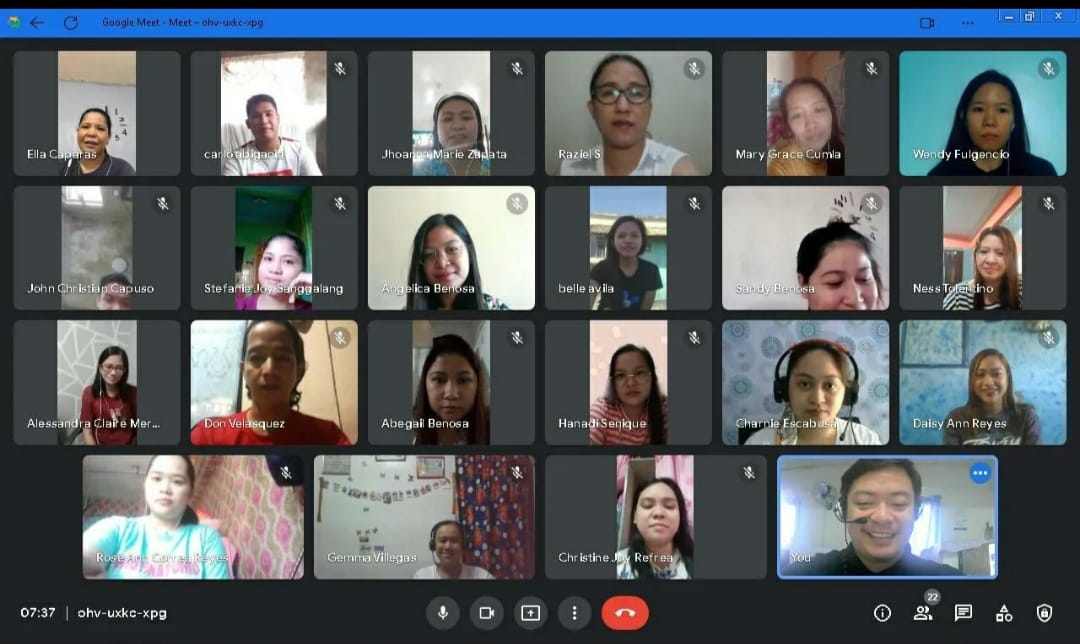 Google Meet - Meet – ohv-uxkc-xpg
Ella Caparas
carlo abigania
Jhoanna Marie Zapata
Raziel S
Mary Grace Cumla
Wendy Fulgencio
John Christian Capuso
Stefanie Joy Sanggalang
Angelica Benosa
belle avila
Sandy Benosa
Ness Tolentino
Alessandra Claire Mer...
Don Velasquez
Abegail Benosa
Hanadi Senique
Charnie Escabusa
Daisy Ann Reyes
Rose Ann Correa Reyes
Gemma Villegas
Christine Joy Refrea
You
07:37 | ohv-uxkc-xpg
22